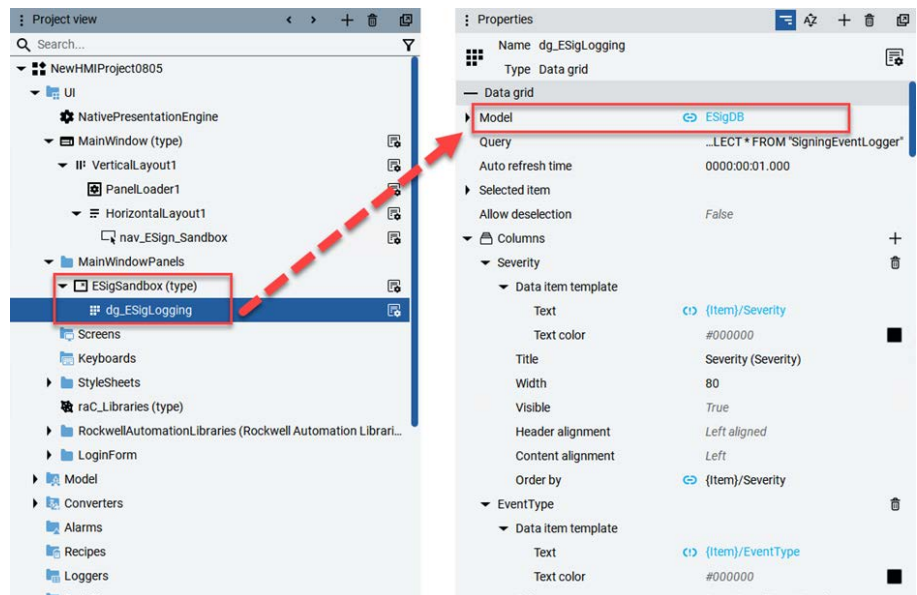 Project view
Search...
NewHMIProject0805
UI
NativePresentationEngine
MainWindow (type)
VerticalLayout1
PanelLoader1
HorizontalLayout1
nav_ESign_Sandbox
MainWindowPanels
ESigSandbox (type)
dg_ESigLogging
Screens
Keyboards
StyleSheets
raC_Libraries (type)
RockwellAutomationLibraries (Rockwell Automation Librari...
LoginForm
Model
Converters
Alarms
Recipes
Loggers
Properties
Name dg_ESigLogging
Type Data grid
Data grid
Model ESigDB
Query ...LECT * FROM "SigningEventLogger"
Auto refresh time 0000:00:01.000
Selected item
Allow deselection False
Columns
Severity
Data item template
Text {Item}/Severity
Text color #000000
Title Severity (Severity)
Width 80
Visible True
Header alignment Left aligned
Content alignment Left
Order by {Item}/Severity
EventType
Data item template
Text {Item}/EventType
Text color #000000